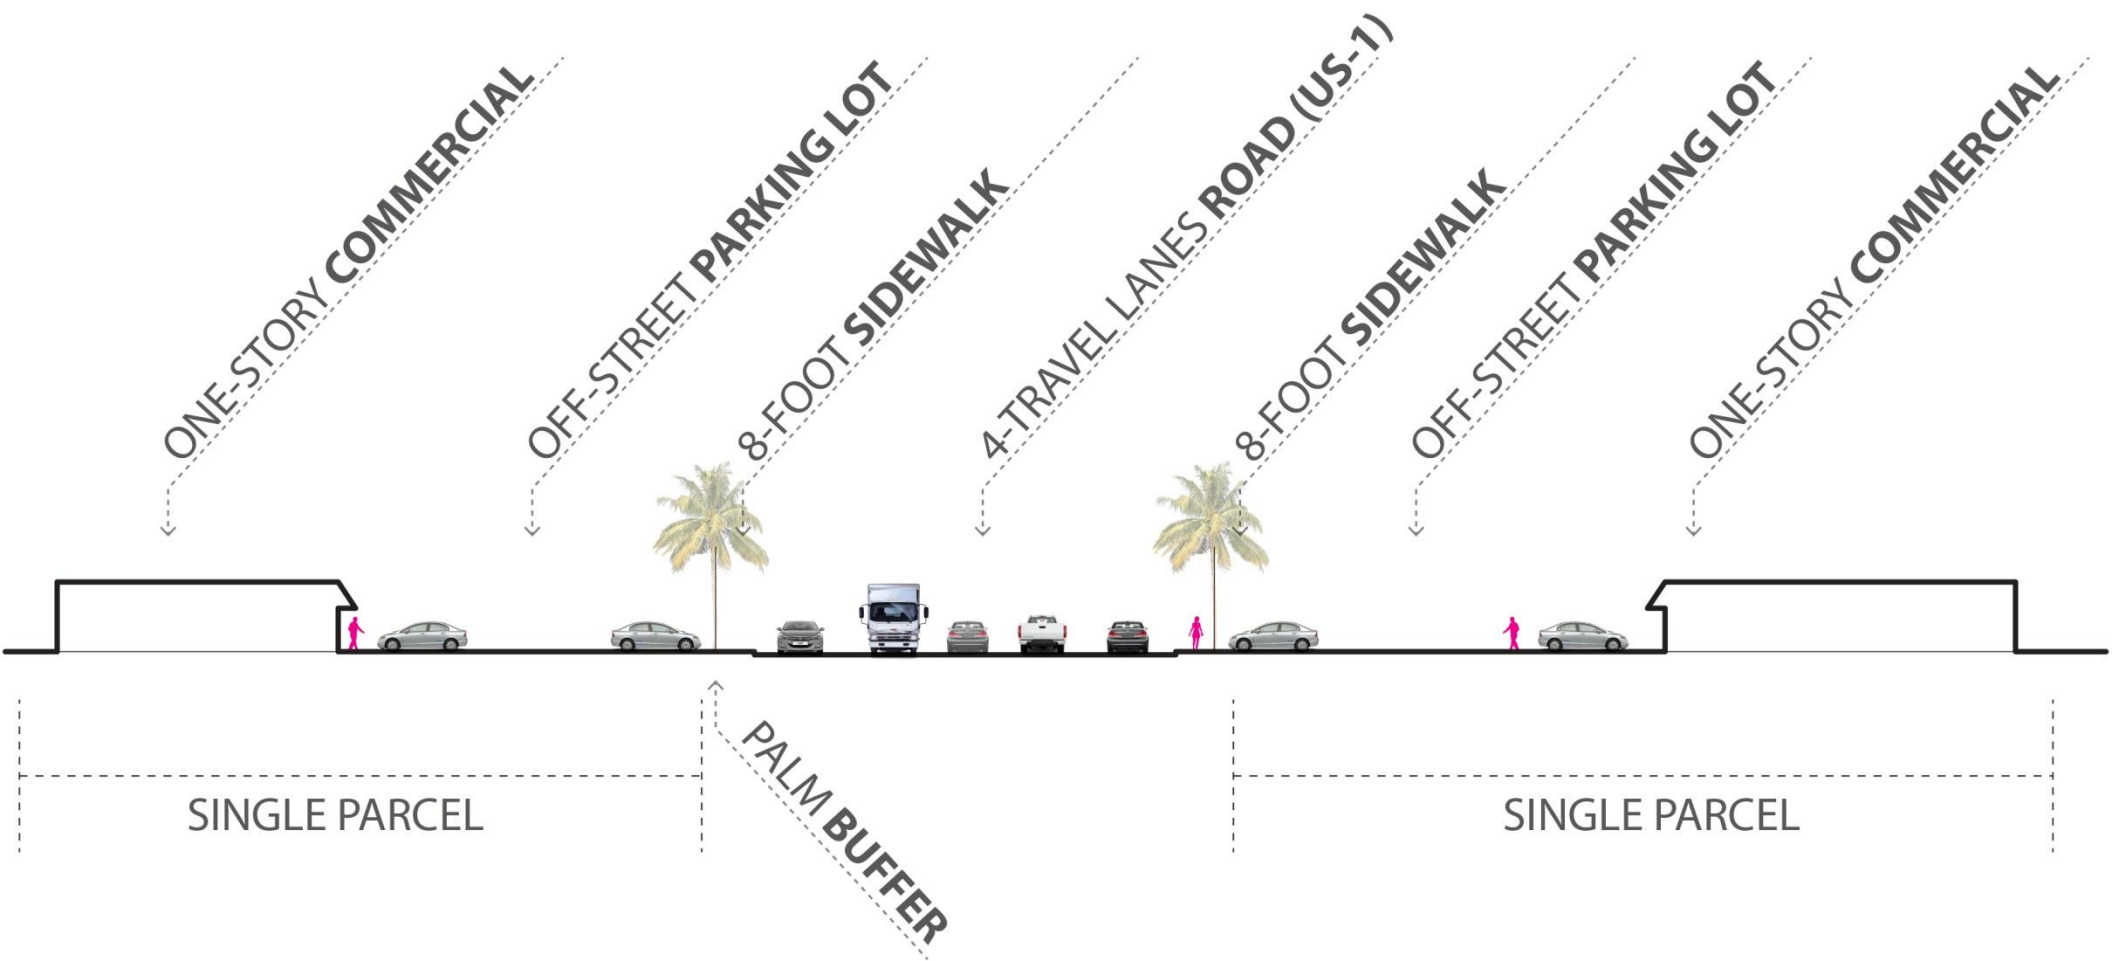 ONE-STORY COMMERCIAL
OFF-STREET PARKING LOT
8-FOOT SIDEWALK
4-TRAVEL LANES ROAD (US-1)
8-FOOT SIDEWALK
OFF-STREET PARKING LOT
ONE-STORY COMMERCIAL
SINGLE PARCEL
PALM BUFFER
SINGLE PARCEL